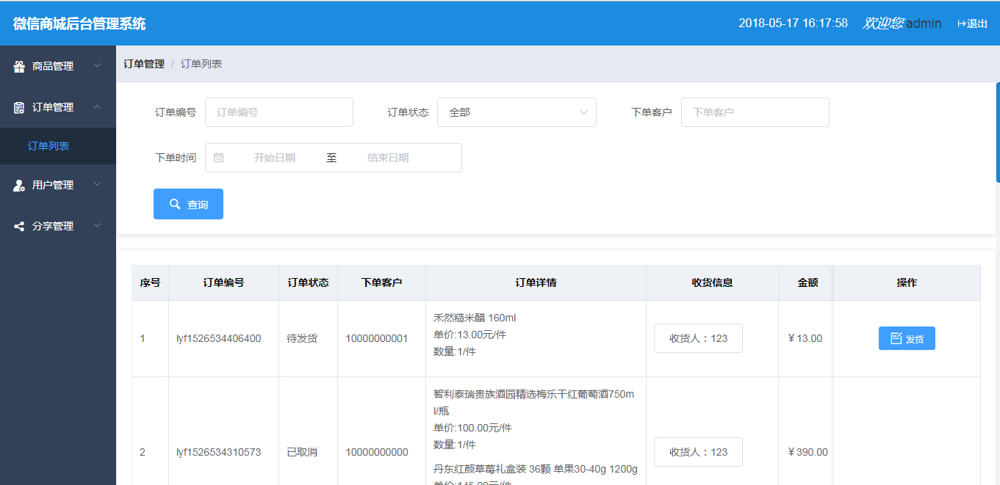 微信商城后台管理系统
2018-05-17 16:17:58 欢迎您 admin 退出
商品管理
订单管理
订单列表
用户管理
分享管理
订单管理 / 订单列表
订单编号 订单编号 订单状态 全部 下单客户 下单客户
下单时间 开始日期 至 结束日期
查询
序号 订单编号 订单状态 下单客户 订单详情 收货信息 金额 操作
禾然糙米醋 160ml
单价:13.00元/件
数量:1/件
1 lyf1526534406400 待发货 10000000001 收货人：123 ￥13.00 发货
智利泰瑞贵族酒园精选梅乐干红葡萄酒750m
l/瓶
单价:100.00元/件
数量:1/件
2 lyf1526534310573 已取消 10000000000 收货人：123 ￥390.00
丹东红颜草莓礼盒装 36颗 单果30-40g 1200g
单价:145.00元/件